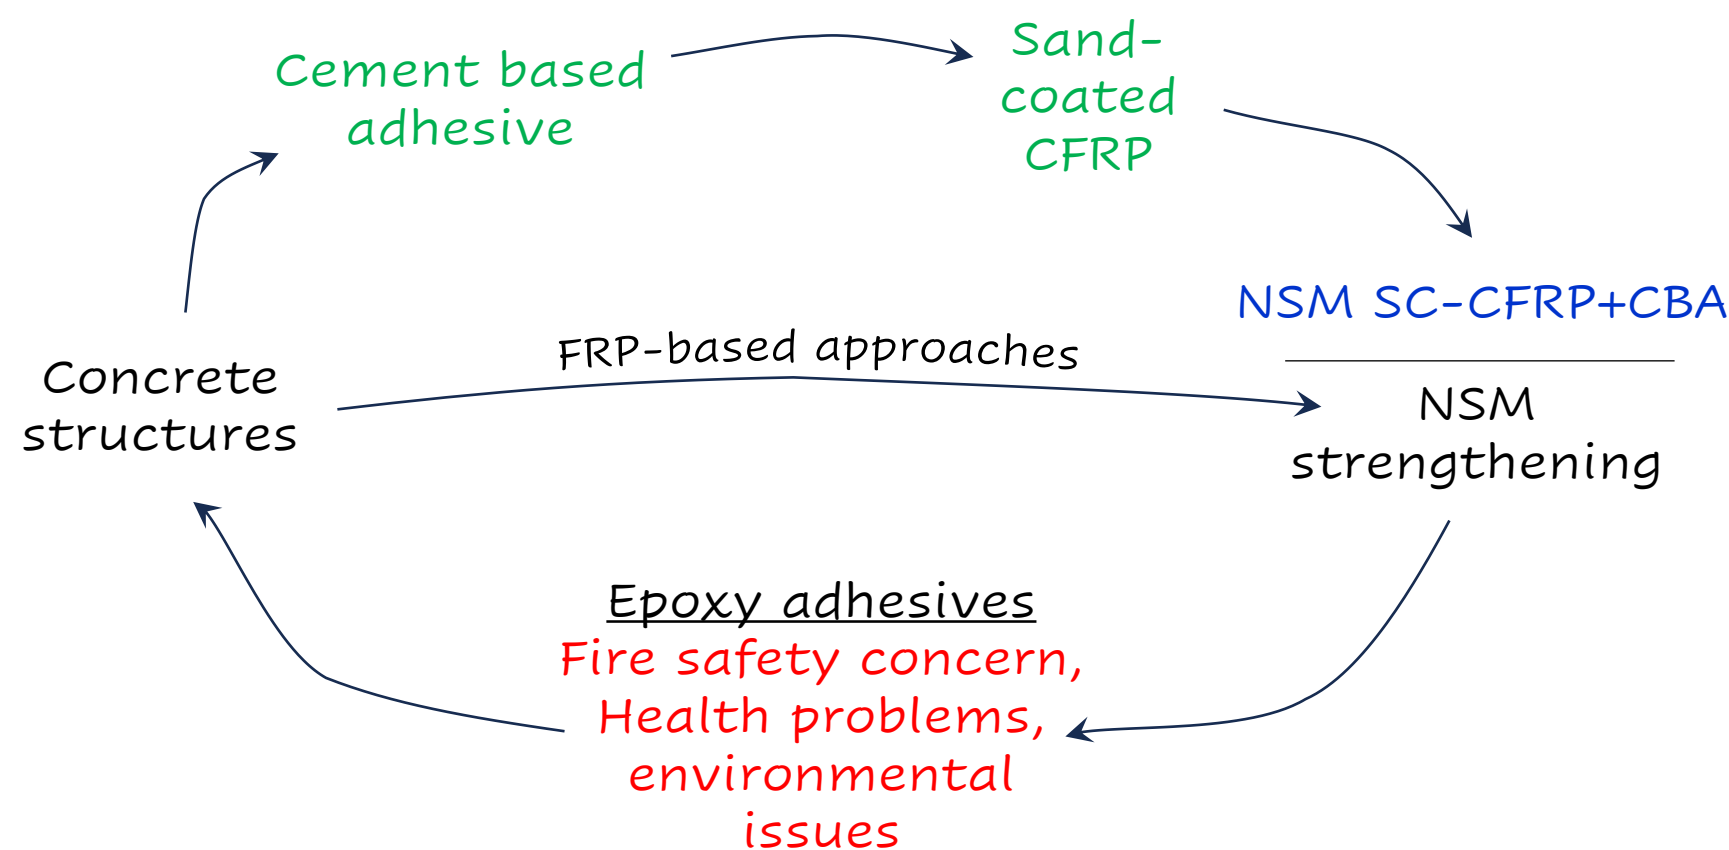 Cement based
adhesive
Sand-
coated
CFRP
NSM SC-CFRP+CBA
FRP-based approaches
Concrete
structures
NSM
strengthening
Epoxy adhesives
Fire safety concern,
Health problems,
environmental
issues